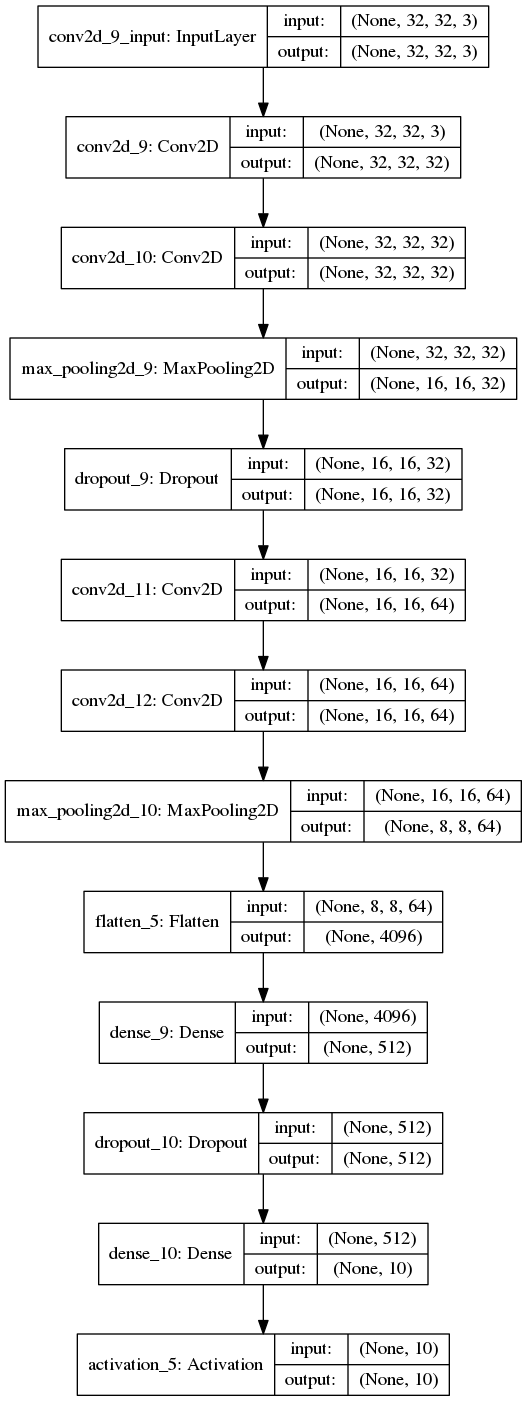 conv2d_9_input: InputLayer
input: (None, 32, 32, 3)
output: (None, 32, 32, 3)
conv2d_9: Conv2D
input: (None, 32, 32, 3)
output: (None, 32, 32, 32)
conv2d_10: Conv2D
input: (None, 32, 32, 32)
output: (None, 32, 32, 32)
max_pooling2d_9: MaxPooling2D
input: (None, 32, 32, 32)
output: (None, 16, 16, 32)
dropout_9: Dropout
input: (None, 16, 16, 32)
output: (None, 16, 16, 32)
conv2d_11: Conv2D
input: (None, 16, 16, 32)
output: (None, 16, 16, 64)
conv2d_12: Conv2D
input: (None, 16, 16, 64)
output: (None, 16, 16, 64)
max_pooling2d_10: MaxPooling2D
input: (None, 16, 16, 64)
output: (None, 8, 8, 64)
flatten_5: Flatten
input: (None, 8, 8, 64)
output: (None, 4096)
dense_9: Dense
input: (None, 4096)
output: (None, 512)
dropout_10: Dropout
input: (None, 512)
output: (None, 512)
dense_10: Dense
input: (None, 512)
output: (None, 10)
activation_5: Activation
input: (None, 10)
output: (None, 10)